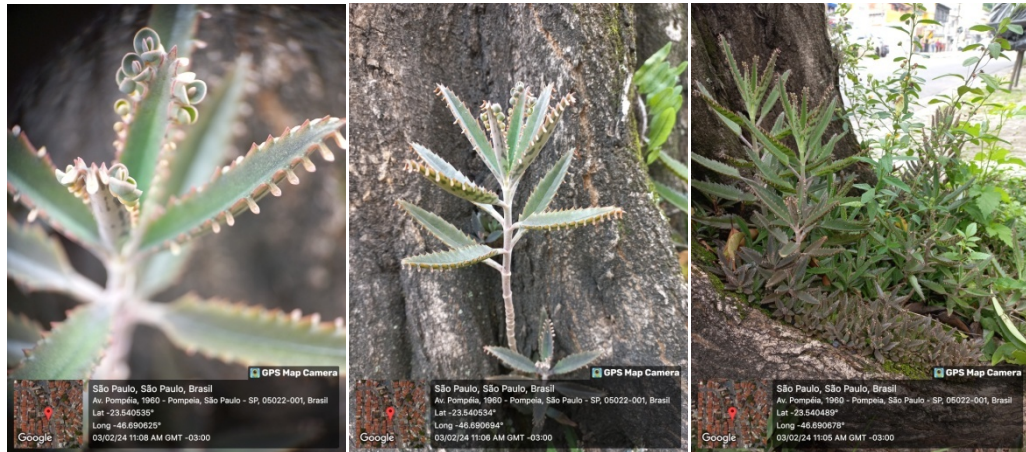 GPS Map Camera
São Paulo, São Paulo, Brasil
Av. Pompéia, 1960 - Pompeia, São Paulo - SP, 05022-001, Brasil
Lat -23.540535°
Long -46.690625°
03/02/24 11:08 AM GMT -03:00
Google
GPS Map Camera
São Paulo, São Paulo, Brasil
Av. Pompéia, 1960 - Pompeia, São Paulo - SP, 05022-001, Brasil
Lat -23.540534°
Long -46.690694°
03/02/24 11:06 AM GMT -03:00
Google
GPS Map Camera
São Paulo, São Paulo, Brasil
Av. Pompéia, 1960 - Pompeia, São Paulo - SP, 05022-001, Brasil
Lat -23.540489°
Long -46.690678°
03/02/24 11:05 AM GMT -03:00
Google